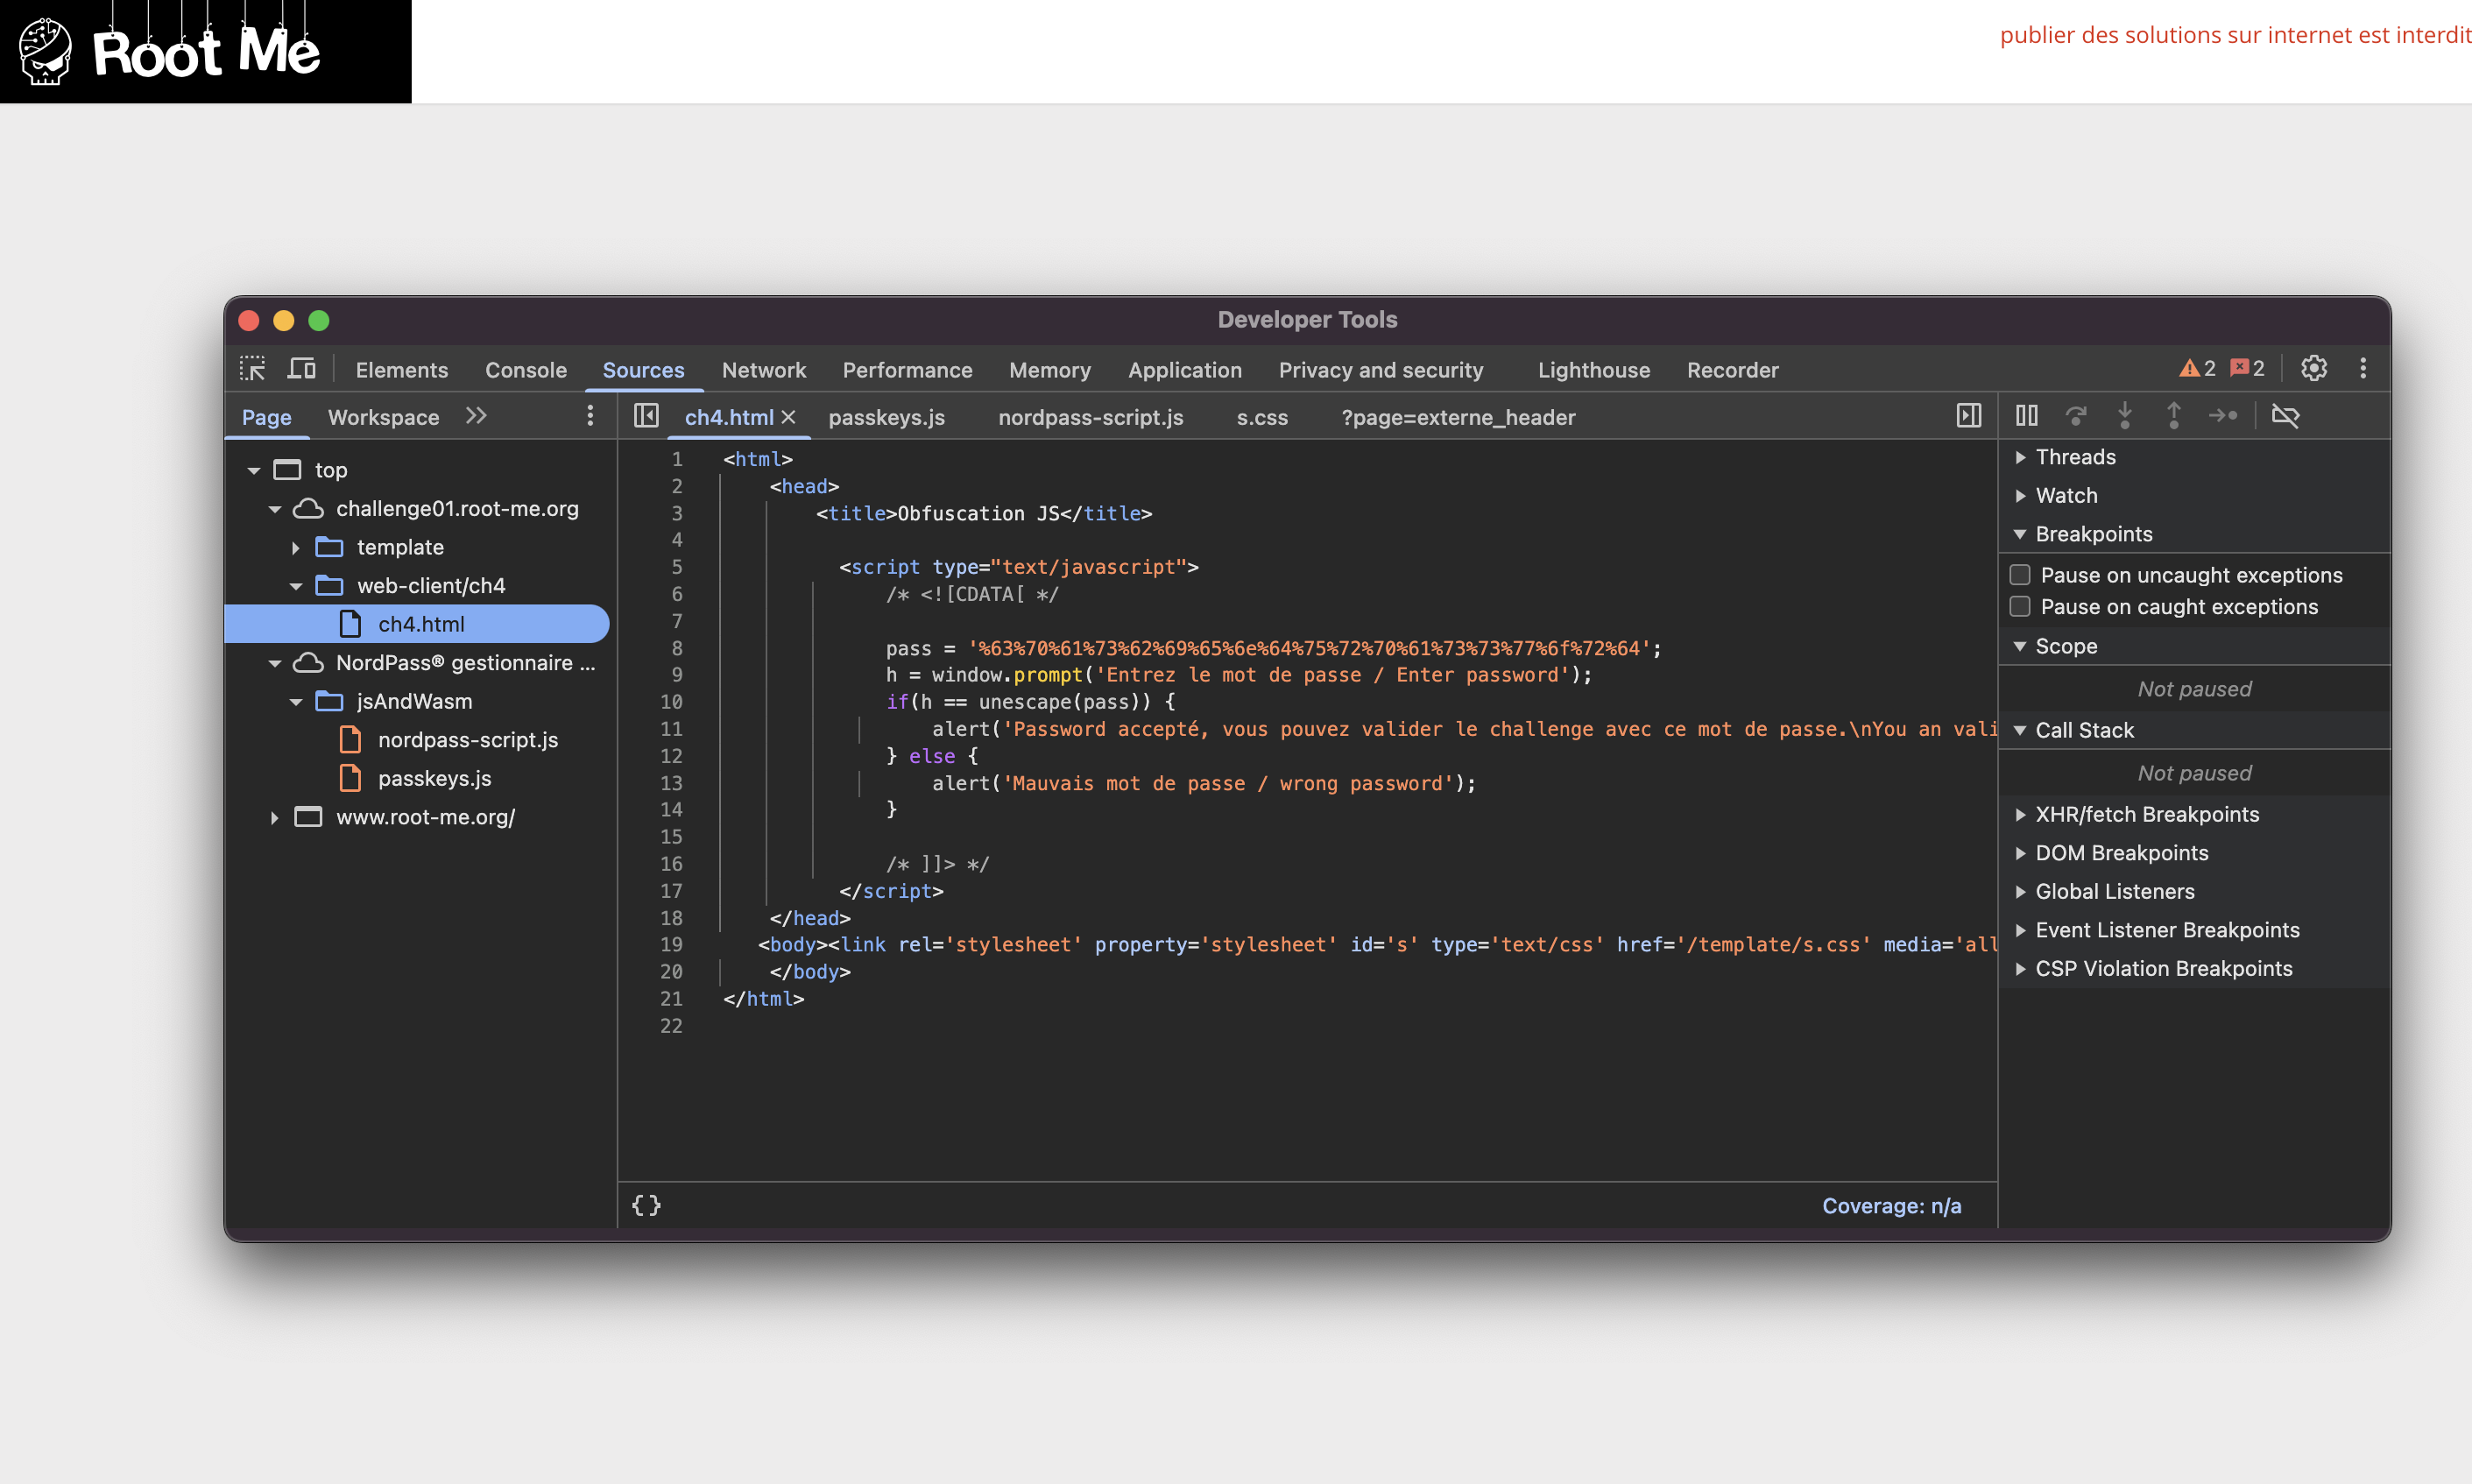 Root Me
publier des solutions sur internet est interdit
Developer Tools
Elements Console Sources Network Performance Memory Application Privacy and security Lighthouse Recorder 2 2
Page Workspace
ch4.html passkeys.js nordpass-script.js s.css ?page=externe_header
top
challenge01.root-me.org
template
web-client/ch4
ch4.html
NordPass® gestionnaire ...
jsAndWasm
nordpass-script.js
passkeys.js
www.root-me.org/
1 <html>
2 <head>
3 <title>Obfuscation JS</title>
4
5 <script type="text/javascript">
6 /* <![CDATA[ */
7
8 pass = '%63%70%61%73%62%69%65%6e%64%75%72%70%61%73%73%77%6f%72%64';
9 h = window.prompt('Entrez le mot de passe / Enter password');
10 if(h == unescape(pass)) {
11 alert('Password accepté, vous pouvez valider le challenge avec ce mot de passe.\nYou an vali
12 } else {
13 alert('Mauvais mot de passe / wrong password');
14 }
15
16 /* ]]> */
17 </script>
18 </head>
19 <body><link rel='stylesheet' property='stylesheet' id='s' type='text/css' href='/template/s.css' media='all
20 </body>
21 </html>
22
{}
Coverage: n/a
Threads
Watch
Breakpoints
Pause on uncaught exceptions
Pause on caught exceptions
Scope
Not paused
Call Stack
Not paused
XHR/fetch Breakpoints
DOM Breakpoints
Global Listeners
Event Listener Breakpoints
CSP Violation Breakpoints